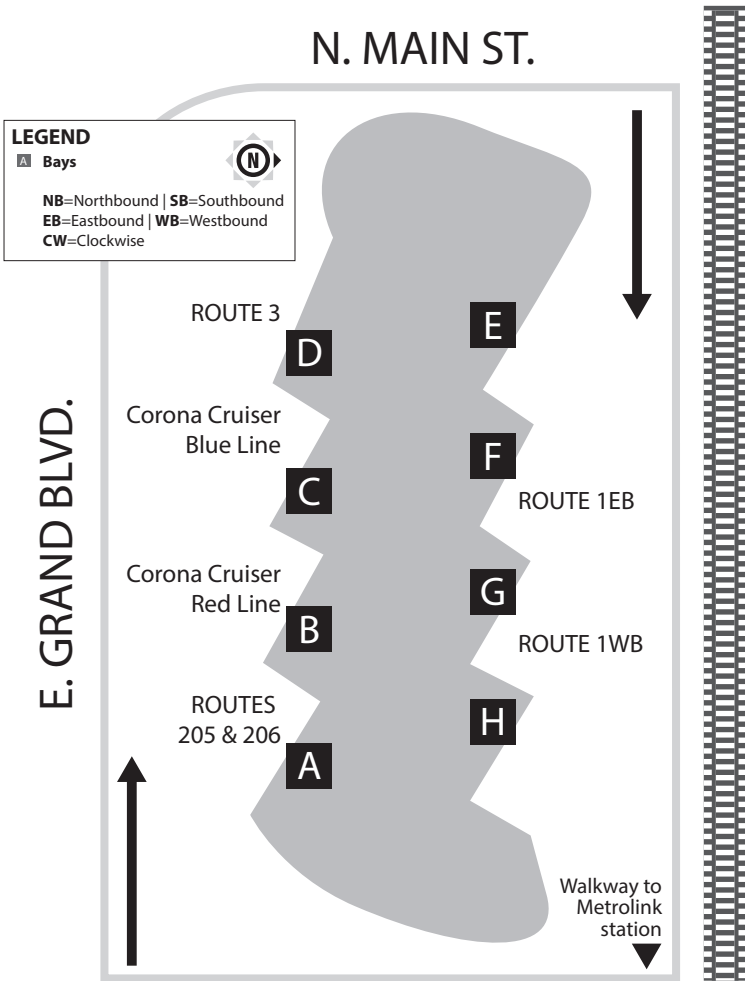 N. MAIN ST.
LEGEND
A Bays
N
NB=Northbound | SB=Southbound
EB=Eastbound | WB=Westbound
CW=Clockwise
E. GRAND BLVD.
ROUTE 3
D
E
Corona Cruiser
Blue Line
C
F
ROUTE 1EB
Corona Cruiser
Red Line
B
G
ROUTE 1WB
ROUTES
205 & 206
A
H
Walkway to
Metrolink
station